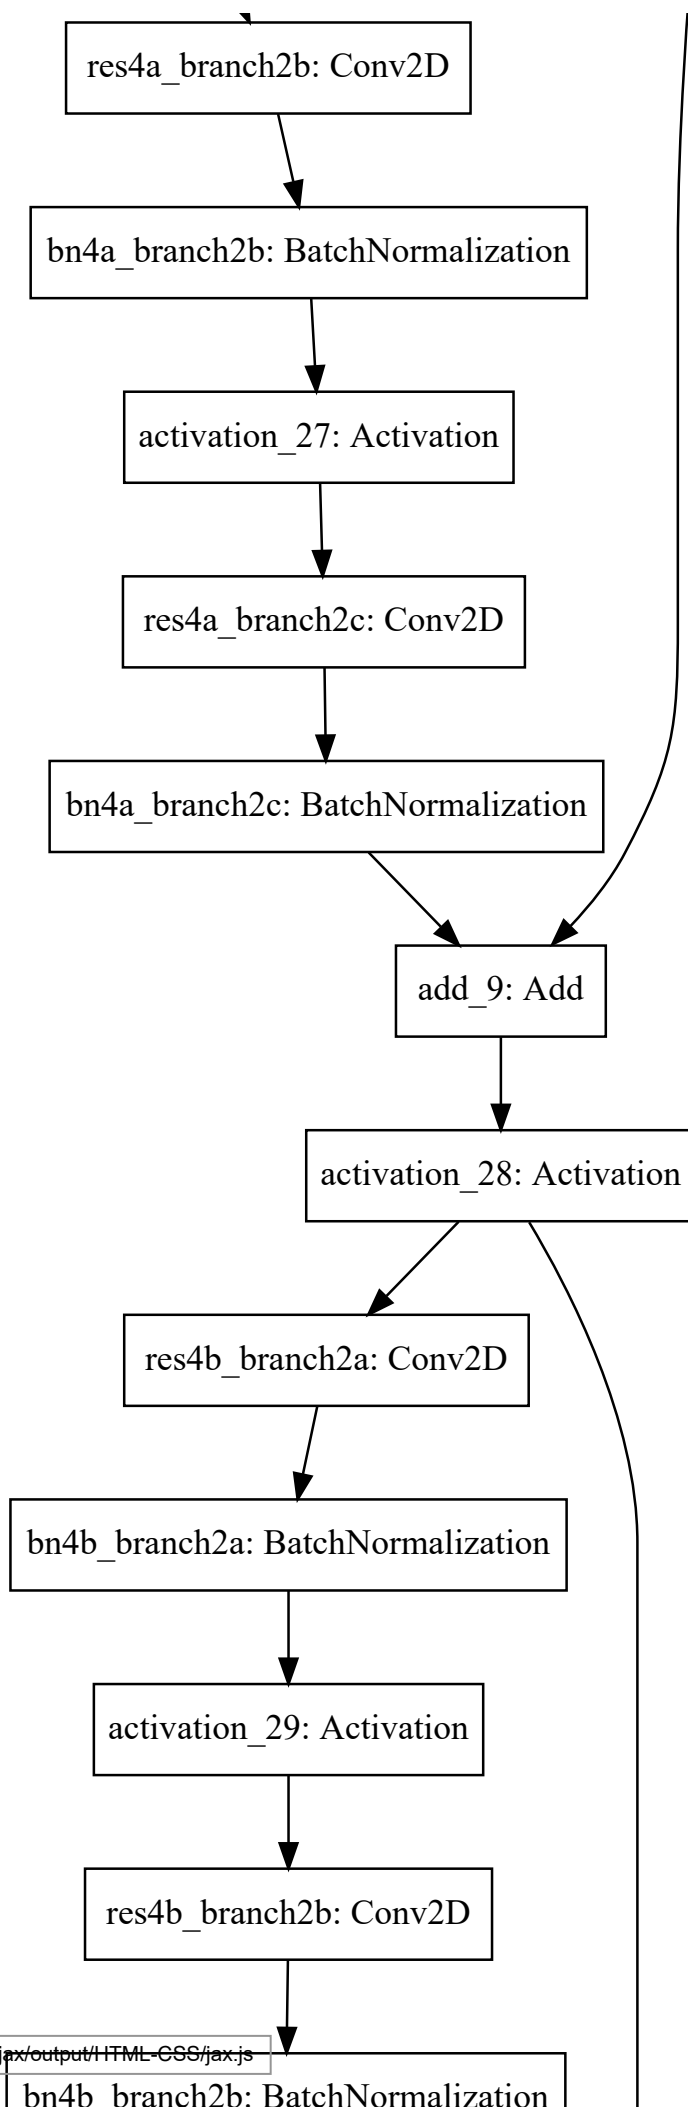 res4a_branch2b: Conv2D
bn4a_branch2b: BatchNormalization
activation_27: Activation
res4a_branch2c: Conv2D
bn4a_branch2c: BatchNormalization
add_9: Add
activation_28: Activation
res4b_branch2a: Conv2D
bn4b_branch2a: BatchNormalization
activation_29: Activation
res4b_branch2b: Conv2D
jax/output/HTML-CSS/jax.js
bn4b_branch2b: BatchNormalization